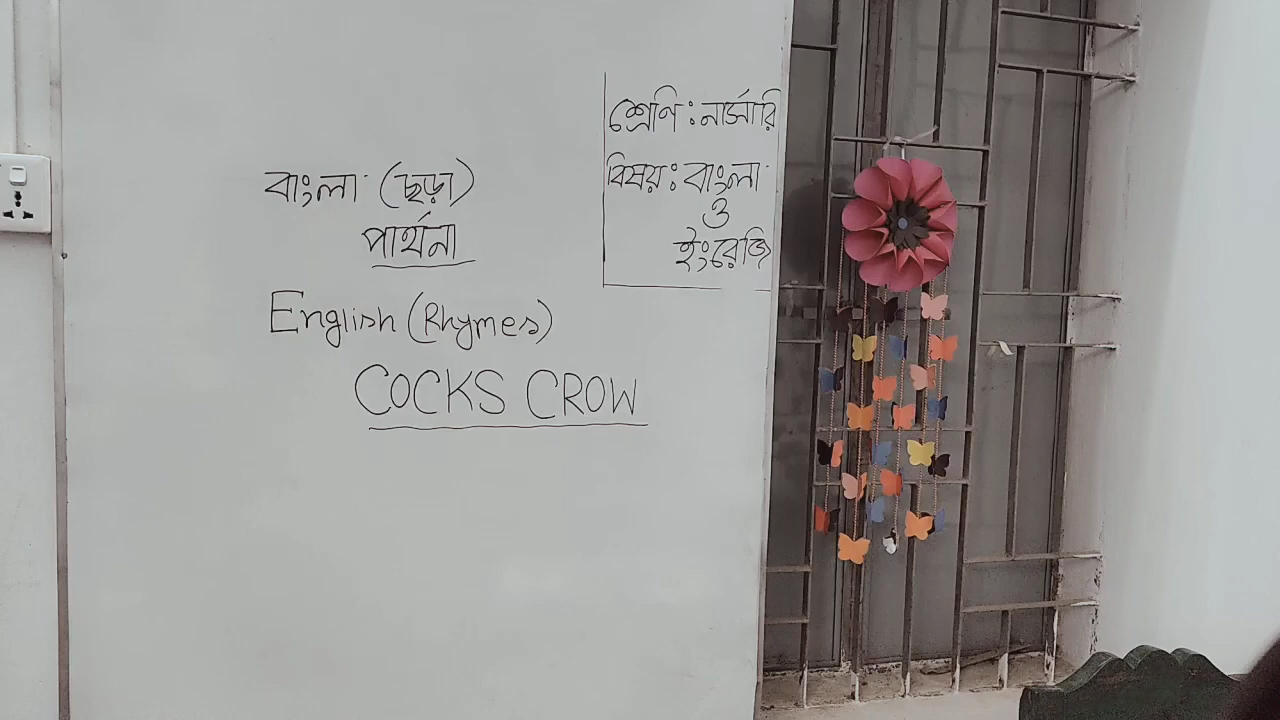 শ্রেণি: নার্সারি
বিষয়: বাংলা
ও
ইংরেজি
বাংলা (ছড়া)
পার্থনা
English (Rhymes)
COCKS CROW